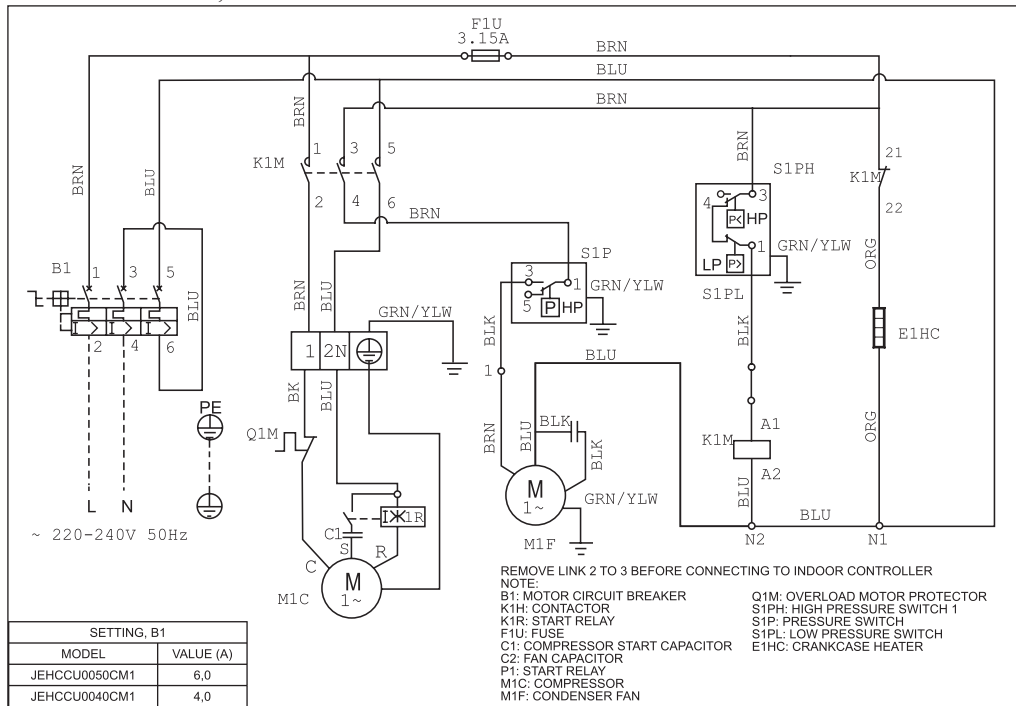 F1U
3.15A
BRN
BLU
BRN
BRN
BLU
BRN
BRN
K1M
1
3
5
2
4
6
BRN
S1PH
4
3
P<
HP
LP
P>
1
GRN/YLW
S1PL
21
K1M
22
ORG
B1
1
3
5
I>
I>
I>
2
4
6
BLU
BRN
BLU
GRN/YLW
S1P
3
1
5
P
HP
GRN/YLW
BLK
1
BLU
BLK
E1HC
1
2N
BK
BLU
Q1M
PE
L
N
~ 220-240V 50Hz
1R
C1
S
R
C
M
1~
M1C
BRN
BLU
BLK
BLK
M
1~
GRN/YLW
M1F
K1M
A1
A2
BLU
ORG
BLU
N2
N1
REMOVE LINK 2 TO 3 BEFORE CONNECTING TO INDOOR CONTROLLER
NOTE:
B1: MOTOR CIRCUIT BREAKER
K1H: CONTACTOR
K1R: START RELAY
F1U: FUSE
C1: COMPRESSOR START CAPACITOR
C2: FAN CAPACITOR
P1: START RELAY
M1C: COMPRESSOR
M1F: CONDENSER FAN
Q1M: OVERLOAD MOTOR PROTECTOR
S1PH: HIGH PRESSURE SWITCH 1
S1P: PRESSURE SWITCH
S1PL: LOW PRESSURE SWITCH
E1HC: CRANKCASE HEATER
SETTING, B1
MODEL VALUE (A)
JEHCCU0050CM1 6,0
JEHCCU0040CM1 4,0